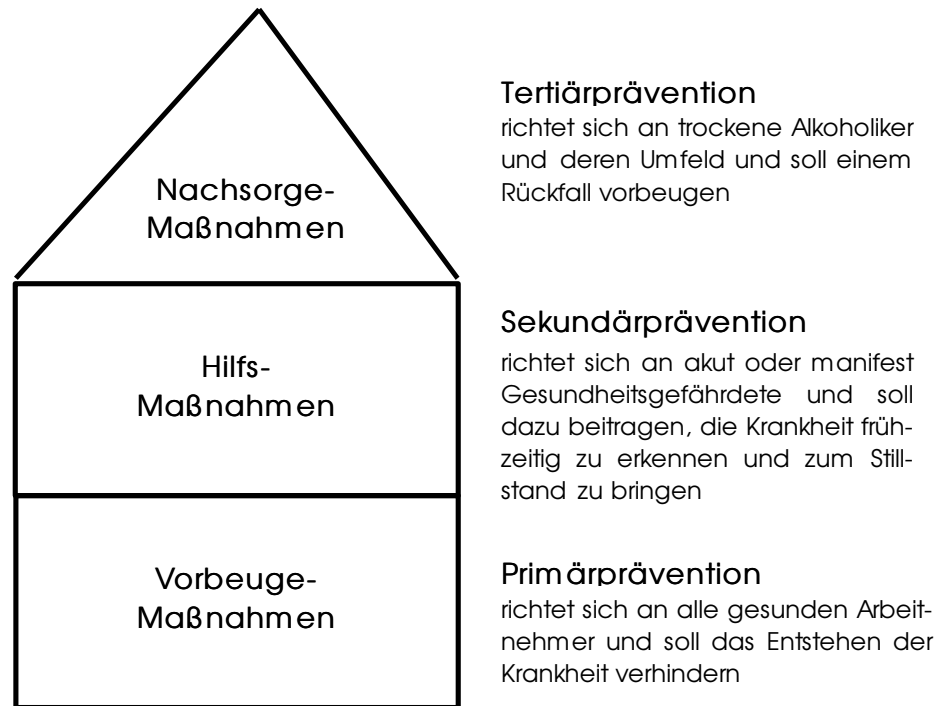 Nachsorge-
Maßnahmen
Tertiärprävention
richtet sich an trockene Alkoholiker
und deren Umfeld und soll einem
Rückfall vorbeugen
Hilfs-
Maßnahmen
Sekundärprävention
richtet sich an akut oder manifest
Gesundheitsgefährdete und soll
dazu beitragen, die Krankheit früh-
zeitig zu erkennen und zum Still-
stand zu bringen
Vorbeuge-
Maßnahmen
Primärprävention
richtet sich an alle gesunden Arbeit-
nehmer und soll das Entstehen der
Krankheit verhindern